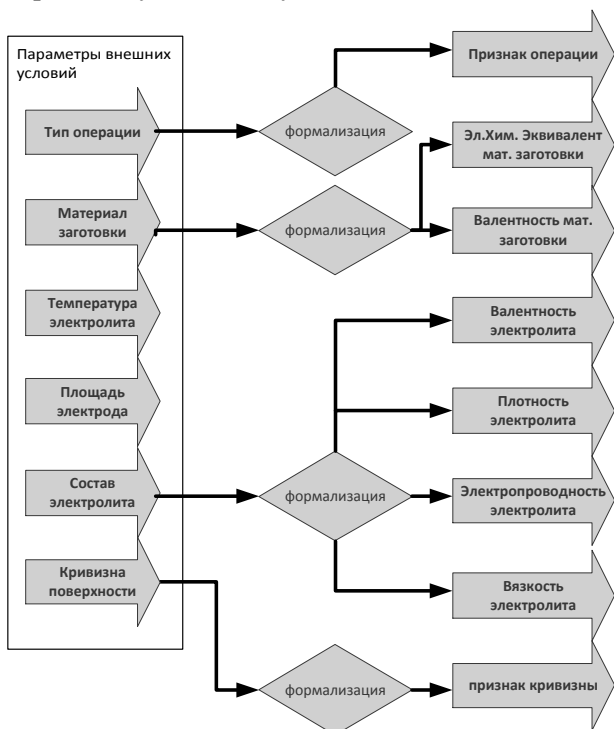 Параметры внешних
условий
Тип операции
Материал
заготовки
Температура
электролита
Площадь
электрода
Состав
электролита
Кривизна
поверхности
формализация
формализация
формализация
формализация
Признак операции
Эл.Хим. Эквивалент
мат. заготовки
Валентность мат.
заготовки
Валентность
электролита
Плотность
электролита
Электропроводность
электролита
Вязкость
электролита
признак кривизны